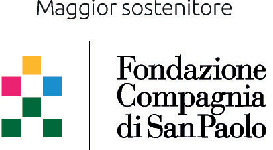 Maggior sostenitore
Fondazione
Compagnia
di San Paolo